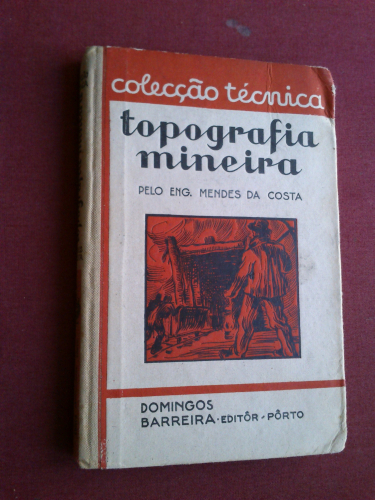 colecção técnica
topografia
mineira
PELO ENG. MENDES DA COSTA
DOMINGOS
BARREIRA-EDITÔR-PÔRTO